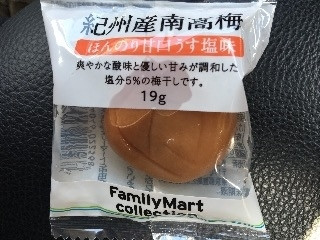 紀州産南高梅
ほんのり甘口うす塩味
爽やかな酸味と優しい甘みが調和した
塩分5%の梅干しです。
19g
FamilyMart
collection